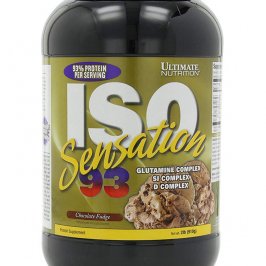 93% PROTEIN
PER SERVING
ULTIMATE
NUTRITION
ISO
Sensation
93
GLUTAMINE COMPLEX
SI COMPLEX
D COMPLEX
Chocolate Fudge